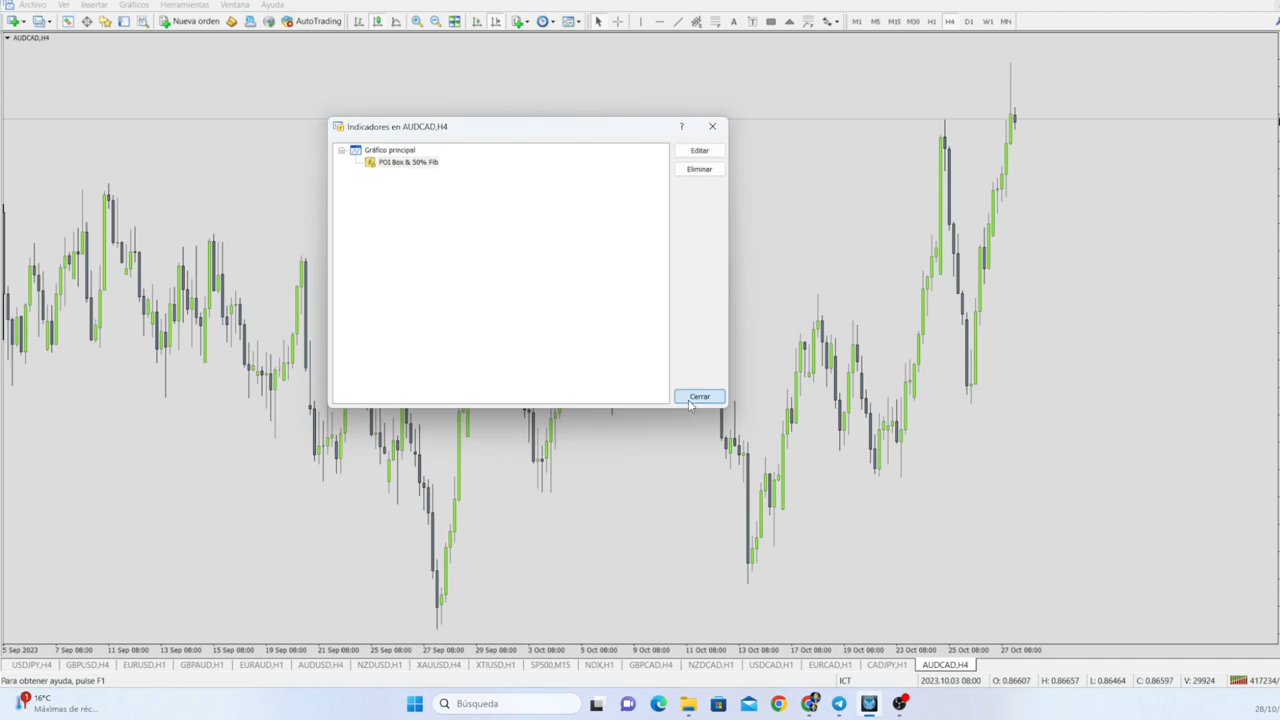 Archivo Ver Insertar Gráficos Herramientas Ventana Ayuda
Nueva orden AutoTrading M1 M5 M15 M30 H1 H4 D1 W1 MN
AUDCAD,H4
Indicadores en AUDCAD,H4 ?
Gráfico principal
POI Box & 50% Fib
Editar
Eliminar
Cerrar
5 Sep 2023 7 Sep 08:00 11 Sep 08:00 13 Sep 08:00 15 Sep 08:00 19 Sep 08:00 21 Sep 08:00 25 Sep 08:00 27 Sep 08:00 29 Sep 08:00 3 Oct 08:00 5 Oct 08:00 9 Oct 08:00 11 Oct 08:00 13 Oct 08:00 17 Oct 08:00 19 Oct 08:00 23 Oct 08:00 25 Oct 08:00 27 Oct 08:00
USDJPY,H4 GBPUSD,H4 EURUSD,H1 GBPAUD,H1 EURAUD,H1 AUDUSD,H4 NZDUSD,H1 XAUUSD,H4 XTIUSD,H1 SP500,M15 NDX,H1 GBPCAD,H4 NZDCAD,H1 USDCAD,H1 EURCAD,H1 CADJPY,H1 AUDCAD,H4
Para obtener ayuda, pulse F1 ICT 2023.10.03 08:00 O: 0.86607 H: 0.86657 L: 0.86464 C: 0.86597 V: 29924 417234/
1
16°C
Máximas de réc...
Búsqueda
28/10/